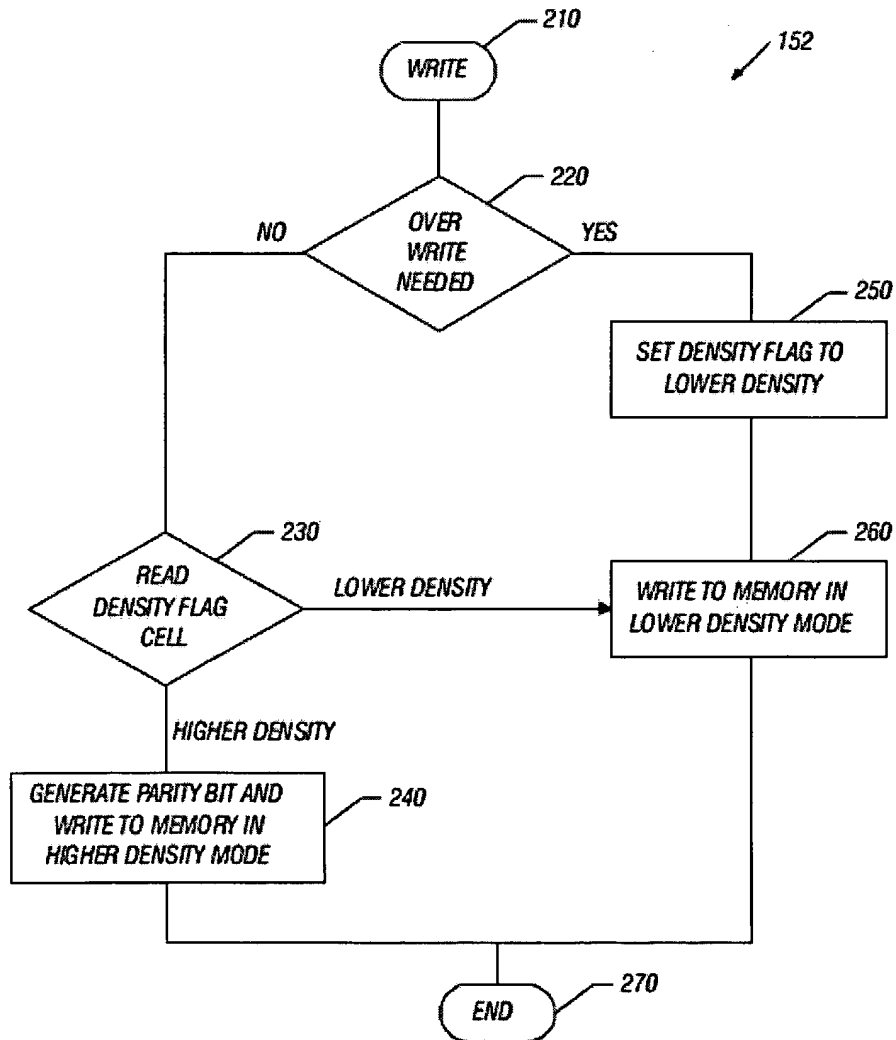 210
152
WRITE
220
OVER
WRITE
NEEDED
NO
YES
250
SET DENSITY FLAG TO
LOWER DENSITY
230
READ
DENSITY FLAG
CELL
LOWER DENSITY
260
WRITE TO MEMORY IN
LOWER DENSITY MODE
HIGHER DENSITY
GENERATE PARITY BIT AND
WRITE TO MEMORY IN
HIGHER DENSITY MODE
240
END
270